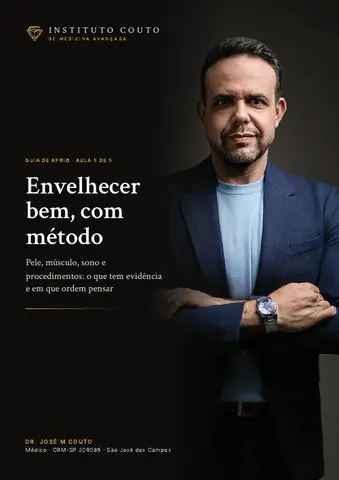 INSTITUTO COUTO
DE MEDICINA AVANÇADA
GUIA DE APOIO · AULA 5 DE 5
Envelhecer
bem, com
método
Pele, músculo, sono e
procedimentos: o que tem evidência
e em que ordem pensar
DR. JOSÉ M COUTO
Médico · CRM-SP 209089 · São José dos Campos